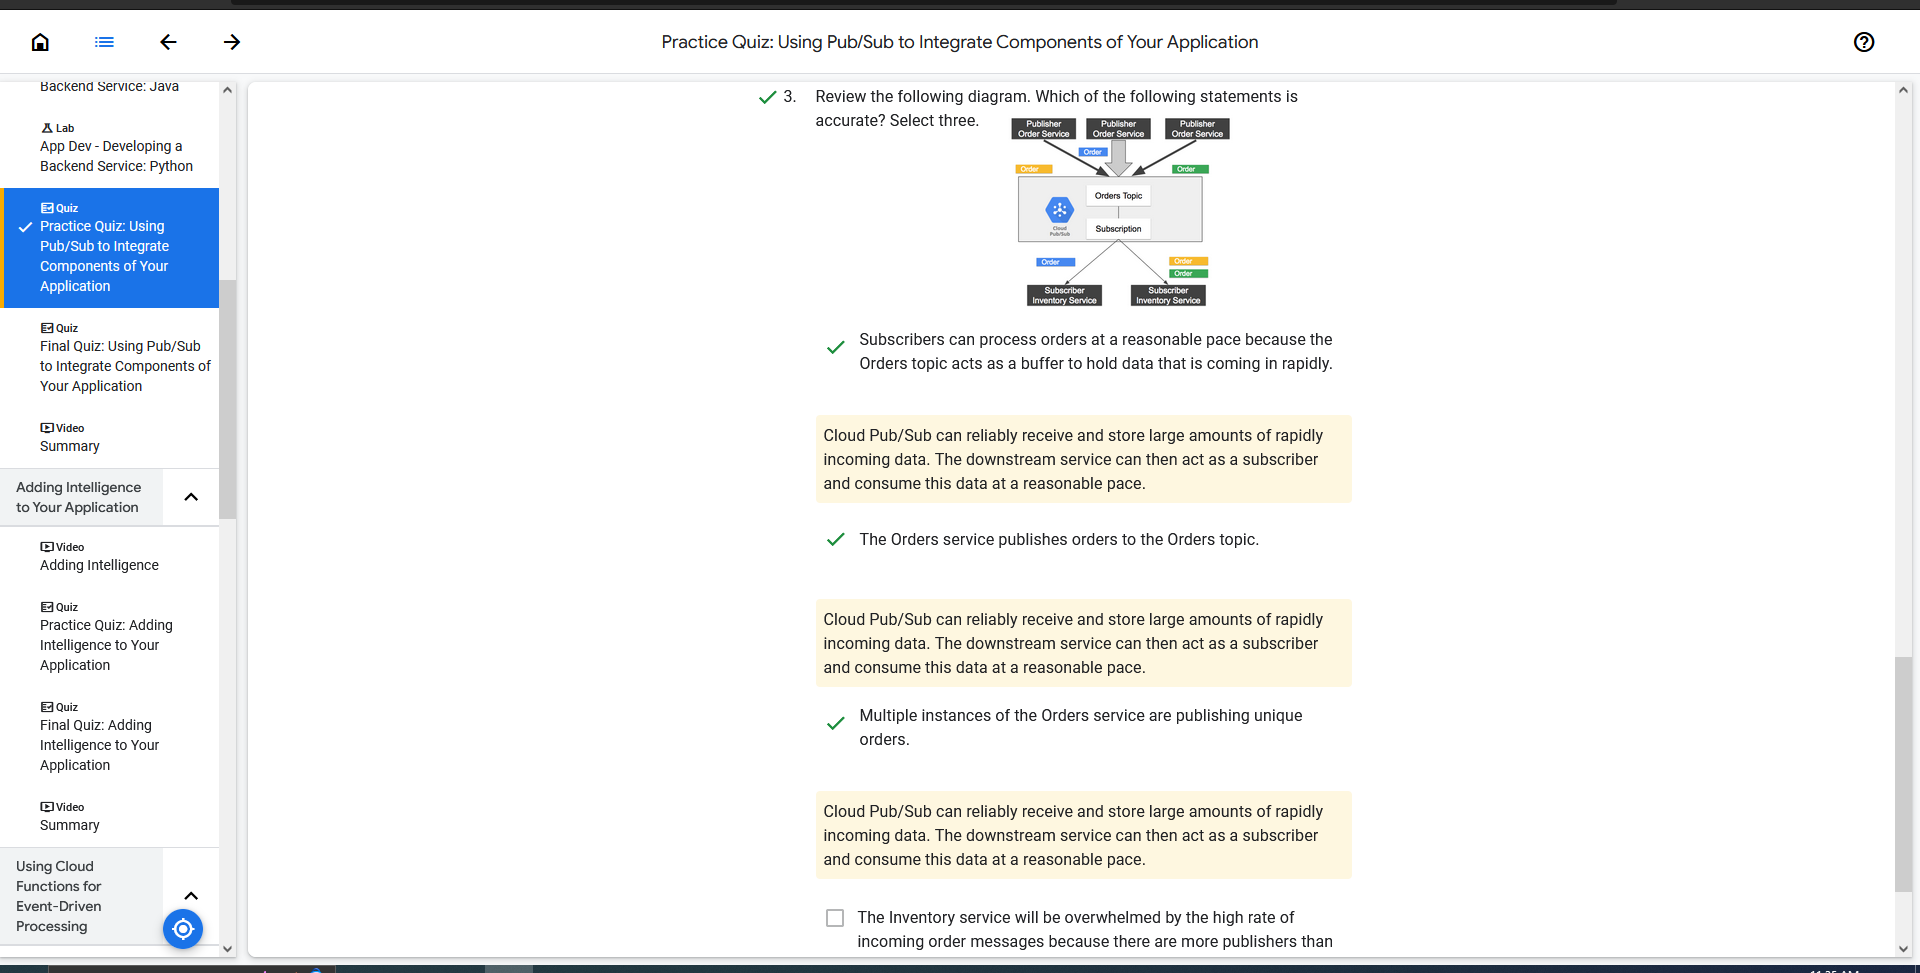 Practice Quiz: Using Pub/Sub to Integrate Components of Your Application
Backend Service: Java
Lab
App Dev - Developing a
Backend Service: Python
Quiz
Practice Quiz: Using
Pub/Sub to Integrate
Components of Your
Application
Quiz
Final Quiz: Using Pub/Sub
to Integrate Components of
Your Application
Video
Summary
Adding Intelligence
to Your Application
Video
Adding Intelligence
Quiz
Practice Quiz: Adding
Intelligence to Your
Application
Quiz
Final Quiz: Adding
Intelligence to Your
Application
Video
Summary
Using Cloud
Functions for
Event-Driven
Processing
3. Review the following diagram. Which of the following statements is
accurate? Select three.
Publisher
Order Service
Publisher
Order Service
Publisher
Order Service
Order
Order
Order
Orders Topic
Cloud
Pub/Sub
Subscription
Order
Order
Order
Subscriber
Inventory Service
Subscriber
Inventory Service
Subscribers can process orders at a reasonable pace because the
Orders topic acts as a buffer to hold data that is coming in rapidly.
Cloud Pub/Sub can reliably receive and store large amounts of rapidly
incoming data. The downstream service can then act as a subscriber
and consume this data at a reasonable pace.
The Orders service publishes orders to the Orders topic.
Cloud Pub/Sub can reliably receive and store large amounts of rapidly
incoming data. The downstream service can then act as a subscriber
and consume this data at a reasonable pace.
Multiple instances of the Orders service are publishing unique
orders.
Cloud Pub/Sub can reliably receive and store large amounts of rapidly
incoming data. The downstream service can then act as a subscriber
and consume this data at a reasonable pace.
The Inventory service will be overwhelmed by the high rate of
incoming order messages because there are more publishers than